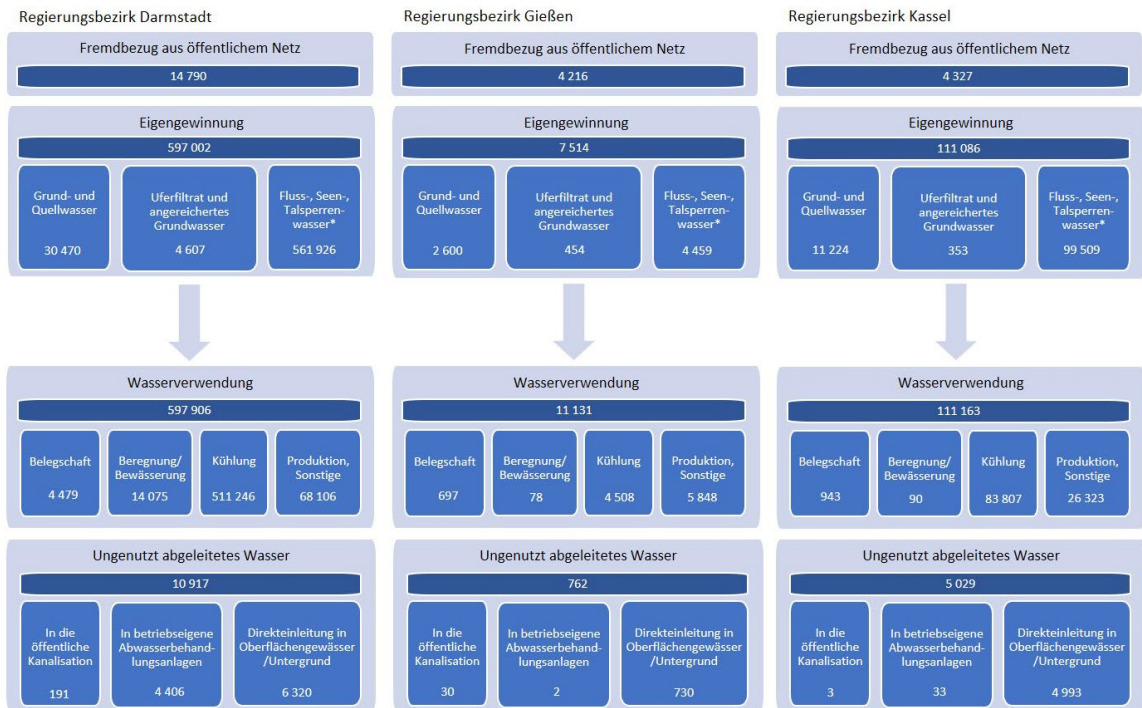 Regierungsbezirk Darmstadt
Fremdbezug aus öffentlichem Netz
14 790
Eigengewinnung
597 002
Grund- und
Quellwasser
30 470
Uferfiltrat und
angereichertes
Grundwasser
4 607
Fluss-, Seen-,
Talsperren-
wasser*
561 926
Wasserverwendung
597 906
Belegschaft
4 479
Beregnung/
Bewässerung
14 075
Kühlung
511 246
Produktion,
Sonstige
68 106
Ungenutzt abgeleitetes Wasser
10 917
In die
öffentliche
Kanalisation
191
In betriebseigene
Abwasserbehand-
lungsanlagen
4 406
Direkteinleitung in
Oberflächengewässer
/Untergrund
6 320
Regierungsbezirk Gießen
Fremdbezug aus öffentlichem Netz
4 216
Eigengewinnung
7 514
Grund- und
Quellwasser
2 600
Uferfiltrat und
angereichertes
Grundwasser
454
Fluss-, Seen-,
Talsperren-
wasser*
4 459
Wasserverwendung
11 131
Belegschaft
697
Beregnung/
Bewässerung
78
Kühlung
4 508
Produktion,
Sonstige
5 848
Ungenutzt abgeleitetes Wasser
762
In die
öffentliche
Kanalisation
30
In betriebseigene
Abwasserbehand-
lungsanlagen
2
Direkteinleitung in
Oberflächengewässer
/Untergrund
730
Regierungsbezirk Kassel
Fremdbezug aus öffentlichem Netz
4 327
Eigengewinnung
111 086
Grund- und
Quellwasser
11 224
Uferfiltrat und
angereichertes
Grundwasser
353
Fluss-, Seen-,
Talsperren-
wasser*
99 509
Wasserverwendung
111 163
Belegschaft
943
Beregnung/
Bewässerung
90
Kühlung
83 807
Produktion,
Sonstige
26 323
Ungenutzt abgeleitetes Wasser
5 029
In die
öffentliche
Kanalisation
3
In betriebseigene
Abwasserbehand-
lungsanlagen
33
Direkteinleitung in
Oberflächengewässer
/Untergrund
4 993